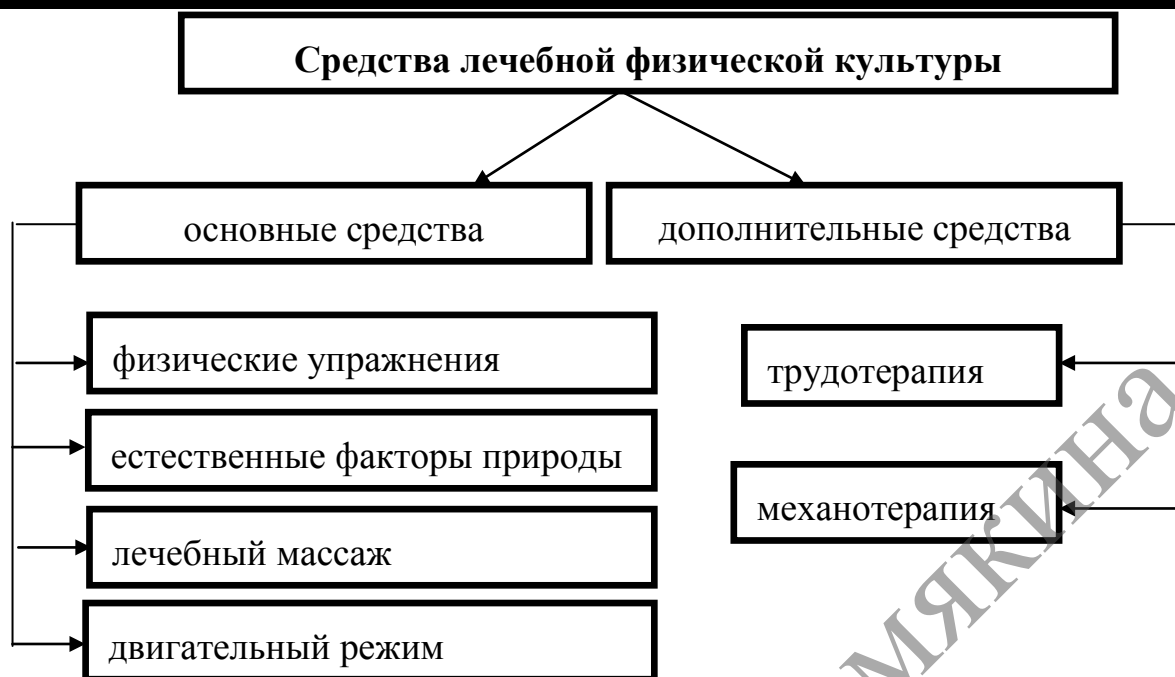 Средства лечебной физической культуры
основные средства
дополнительные средства
физические упражнения
трудотерапия
естественные факторы природы
механотерапия
лечебный массаж
двигательный режим
мякина